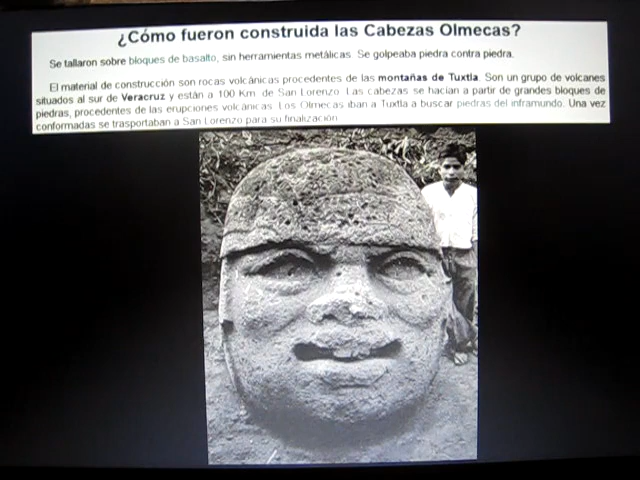 ¿Cómo fueron construida las Cabezas Olmecas?
Se tallaron sobre bloques de basalto, sin herramientas metálicas. Se golpeaba piedra contra piedra.
El material de construcción son rocas volcánicas procedentes de las montañas de Tuxtla. Son un grupo de volcanes
situados al sur de Veracruz y están a 100 Km. de San Lorenzo. Las cabezas se hacían a partir de grandes bloques de
piedras, procedentes de las erupciones volcánicas. Los Olmecas iban a Tuxtla a buscar piedras del inframundo. Una vez
conformadas se trasportaban a San Lorenzo para su finalización.